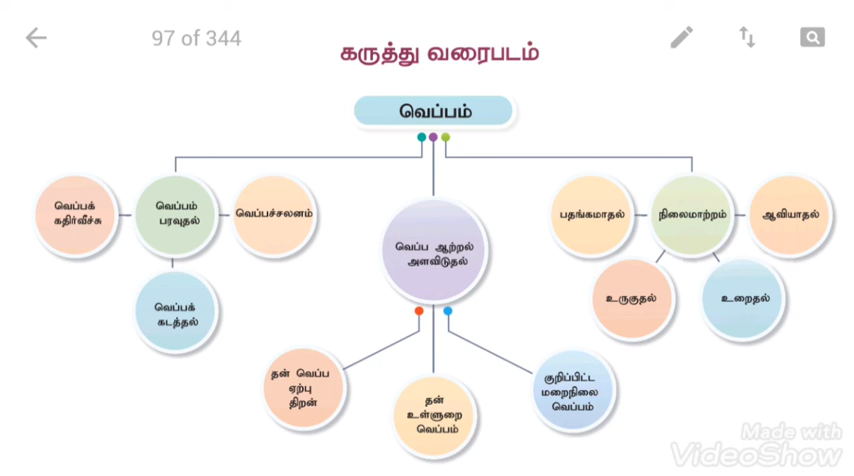 97 of 344
கருத்து வரைபடம்
வெப்பம்
வெப்பக்
கதிர்வீச்சு
வெப்பம்
பரவுதல்
வெப்பச்சலனம்
வெப்பக்
கடத்தல்
வெப்ப ஆற்றல்
அளவிடுதல்
தன் வெப்ப
ஏற்பு
திறன்
தன்
உள்ளுறை
வெப்பம்
குறிப்பிட்ட
மறைநிலை
வெப்பம்
பதங்கமாதல்
நிலைமாற்றம்
ஆவியாதல்
உருகுதல்
உறைதல்
Made with
VideoShow